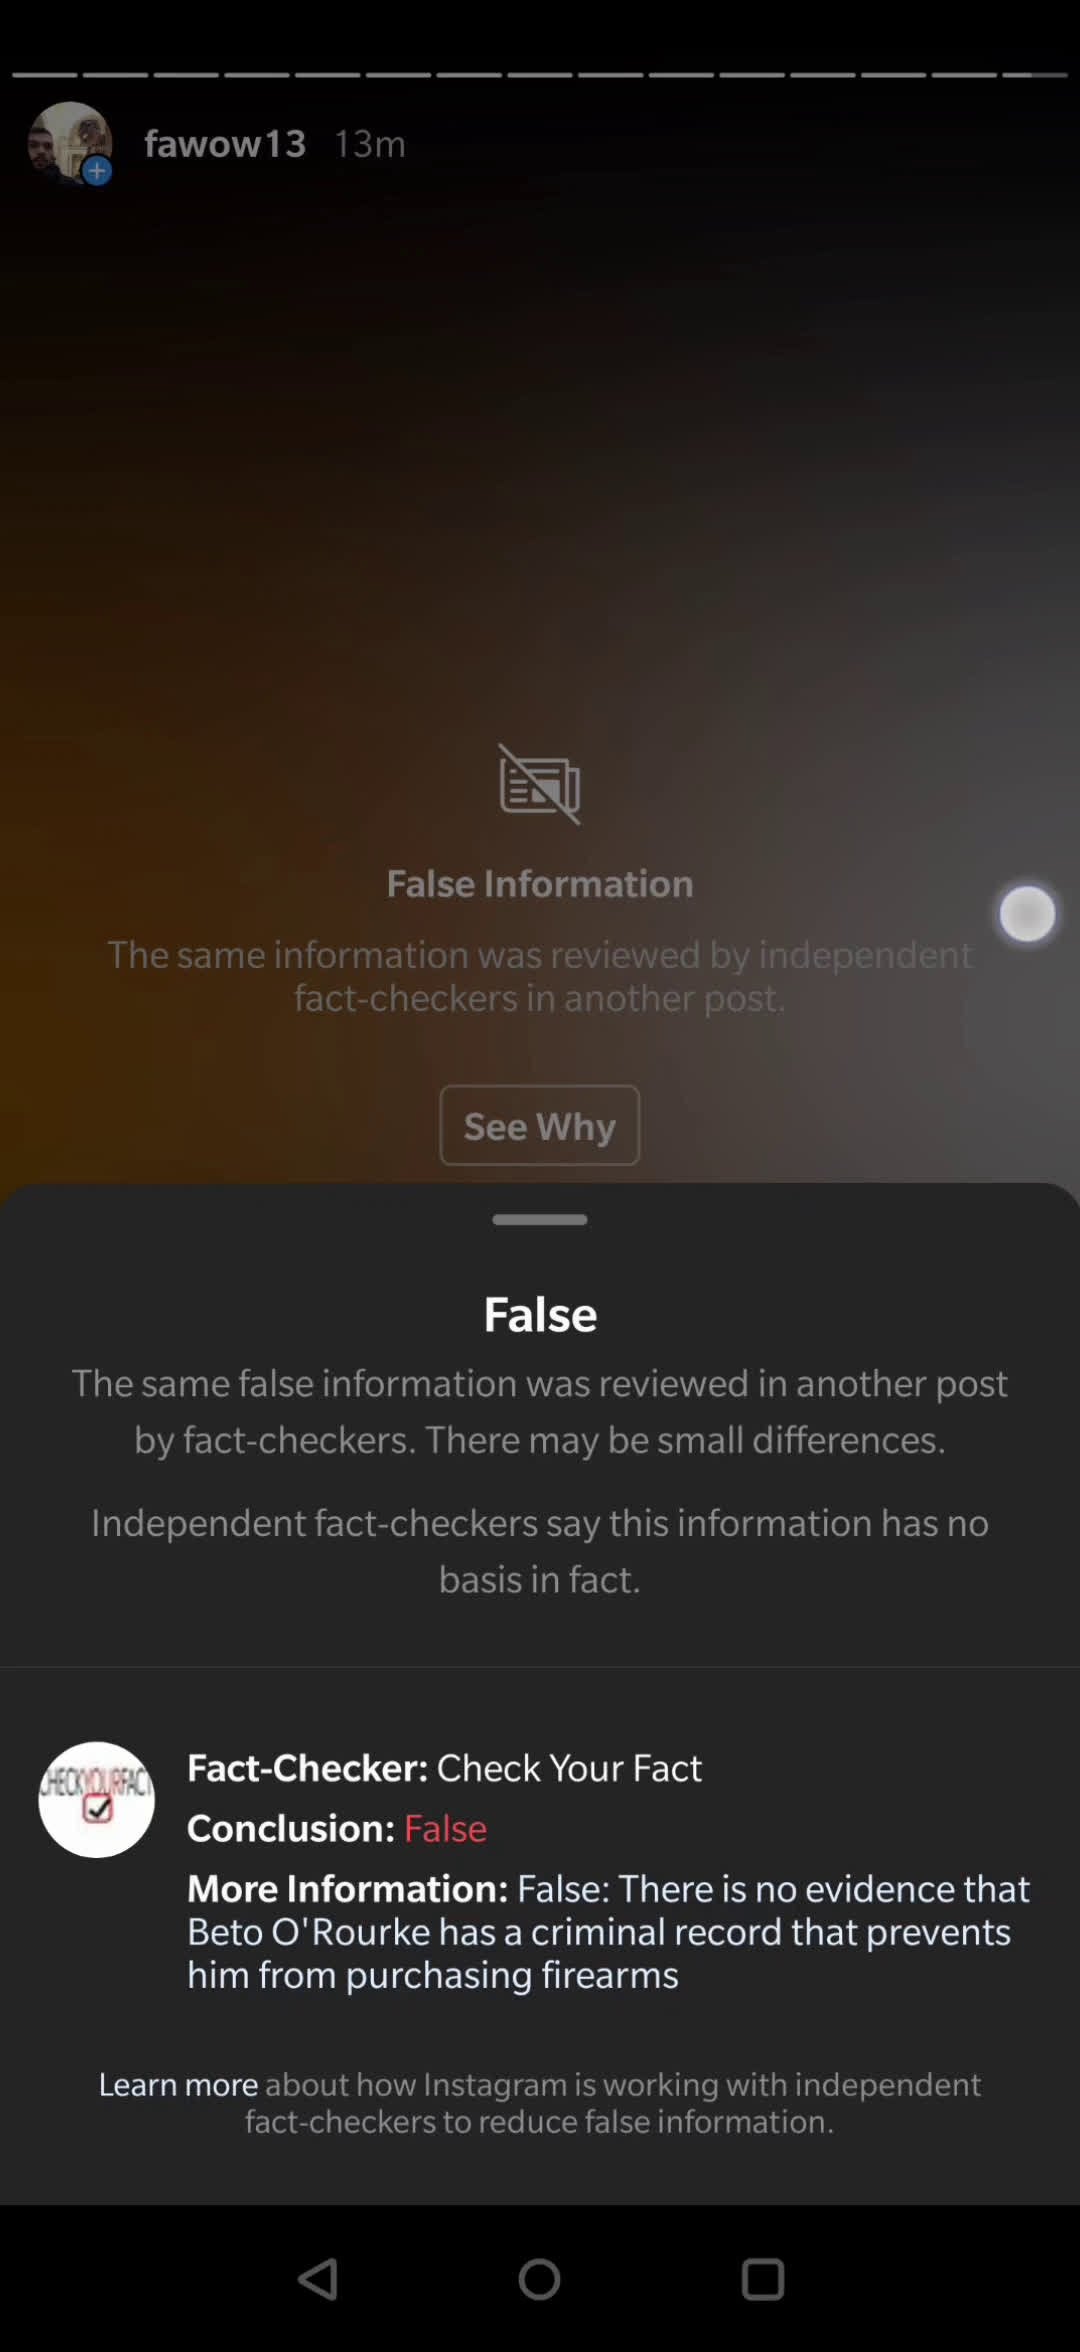 fawow13 13m
False Information
The same information was reviewed by independent
fact-checkers in another post.
See Why
False
The same false information was reviewed in another post
by fact-checkers. There may be small differences.
Independent fact-checkers say this information has no
basis in fact.
CHECKYOURFACT
Fact-Checker: Check Your Fact
Conclusion: False
More Information: False: There is no evidence that
Beto O'Rourke has a criminal record that prevents
him from purchasing firearms
Learn more about how Instagram is working with independent
fact-checkers to reduce false information.